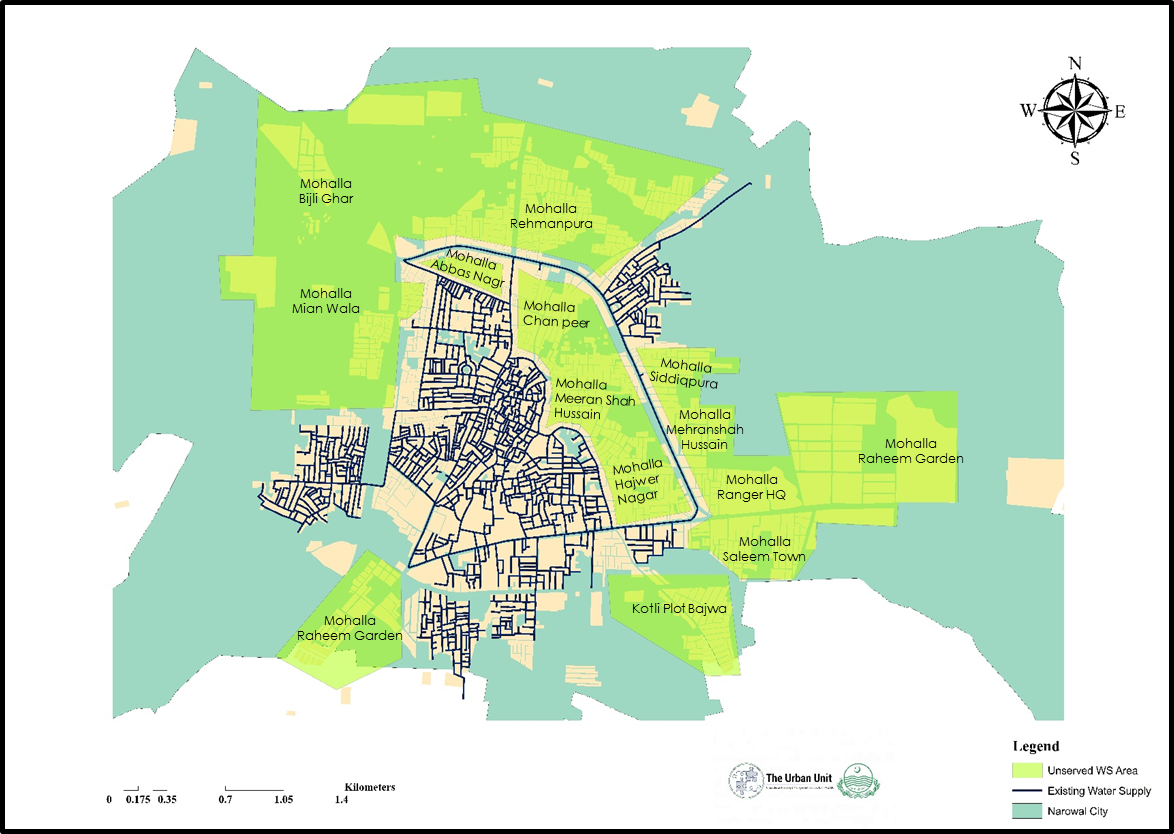 N
W
E
S
Mohalla
Bijli Ghar
Mohalla
Rehmanpura
Mohalla
Abbas Nagr
Mohalla
Mian Wala
Mohalla
Chan peer
Mohalla
Siddiqpura
Mohalla
Meeran Shah
Hussain
Mohalla
Mehranshah
Hussain
Mohalla
Raheem Garden
Mohalla
Hajwer
Nagar
Mohalla
Ranger HQ
Mohalla
Saleem Town
Kotli Plot Bajwa
Mohalla
Raheem Garden
Legend
Unserved WS Area
Existing Water Supply
Narowal City
The Urban Unit
Kilometers
0 0.175 0.35 0.7 1.05 1.4